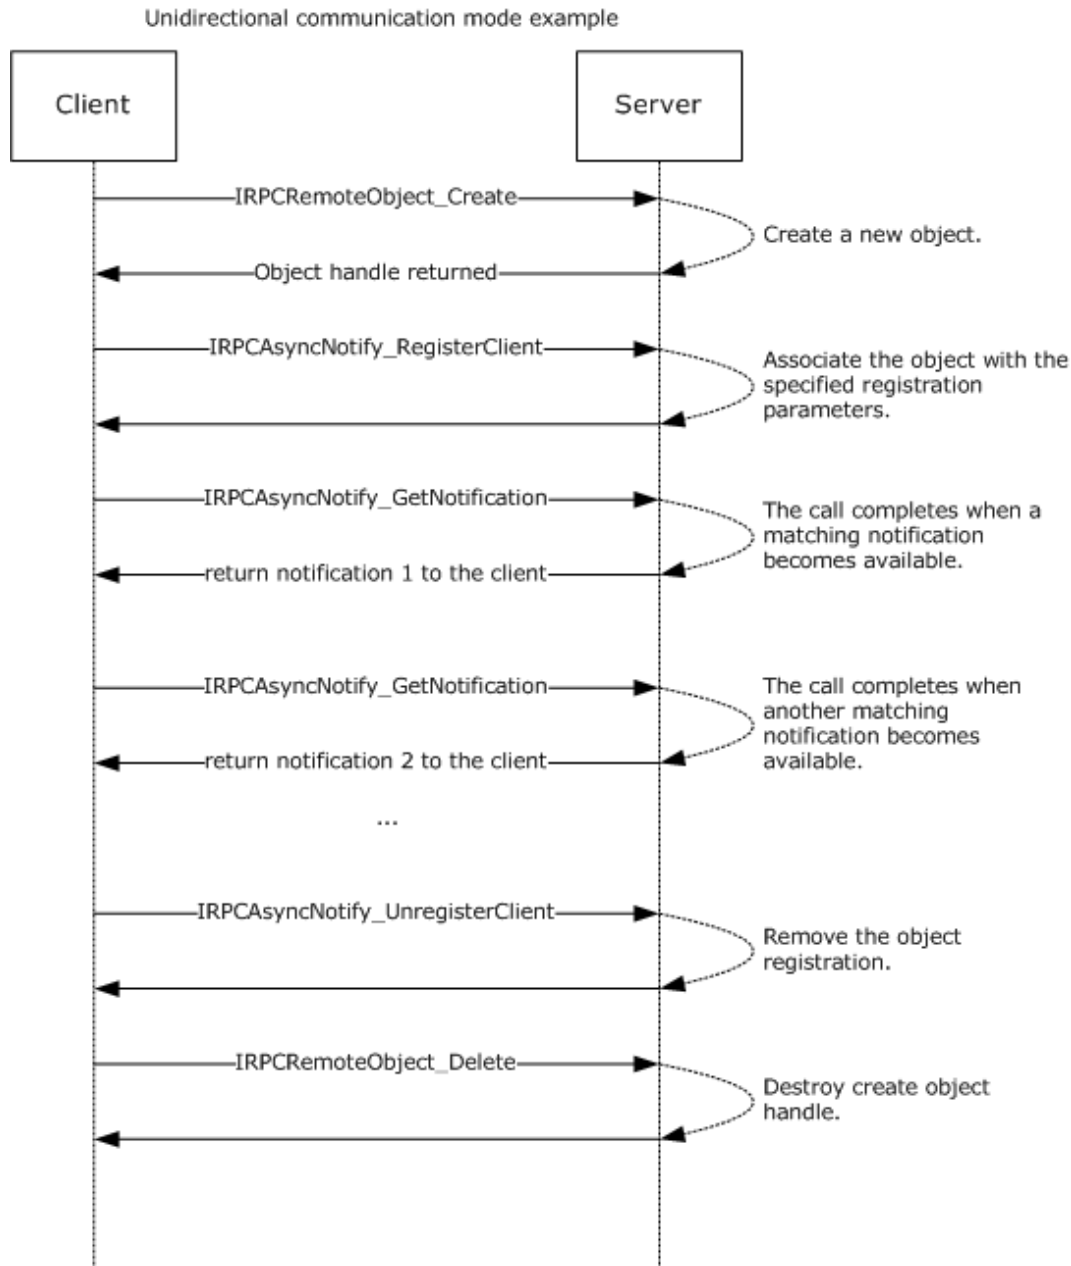 Unidirectional communication mode example
Client
Server
IRPCRemoteObject_Create
Create a new object.
Object handle returned
IRPCAsyncNotify_RegisterClient
Associate the object with the
specified registration
parameters.
IRPCAsyncNotify_GetNotification
The call completes when a
matching notification
becomes available.
return notification 1 to the client
IRPCAsyncNotify_GetNotification
The call completes when
another matching
notification becomes
available.
return notification 2 to the client
...
IRPCAsyncNotify_UnregisterClient
Remove the object
registration.
IRPCRemoteObject_Delete
Destroy create object
handle.